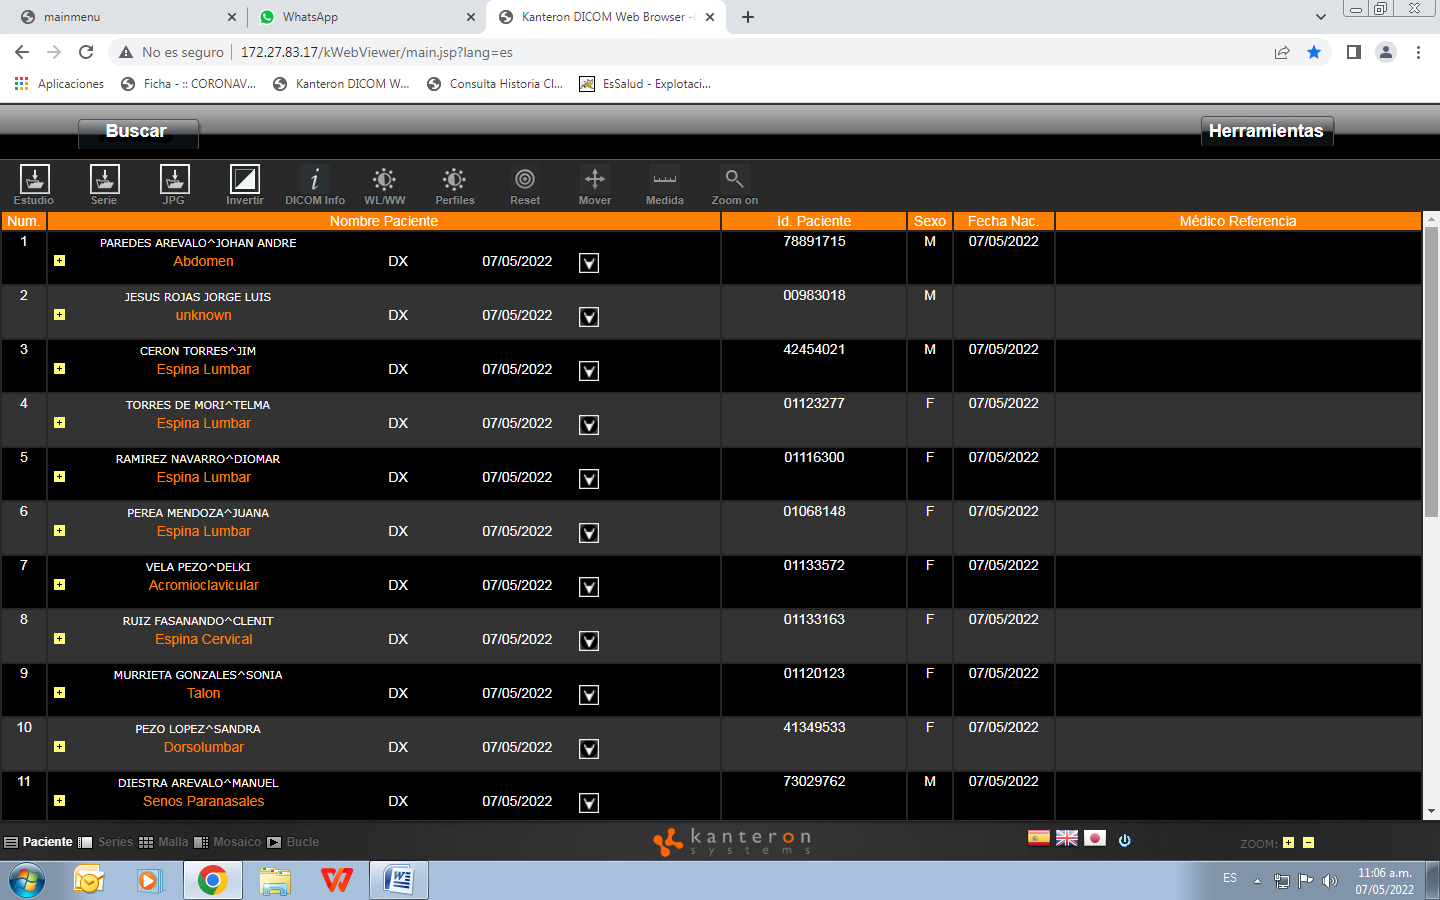 mainmenu
WhatsApp
Kanteron DICOM Web Browser -
No es seguro
172.27.83.17/kWebViewer/main.jsp?lang=es
Aplicaciones
Ficha - :: CORONAV...
Kanteron DICOM W...
Consulta Historia Cl...
EsSalud - Explotaci...
Buscar
Herramientas
Estudio
Serie
JPG
Invertir
DICOM Info
WL/WW
Perfiles
Reset
Mover
Medida
Zoom on
Num. Nombre Paciente Id. Paciente Sexo Fecha Nac. Médico Referencia
1 PAREDES AREVALO^JOHAN ANDRE 78891715 M 07/05/2022
Abdomen DX 07/05/2022
2 JESUS ROJAS JORGE LUIS 00983018 M
unknown DX 07/05/2022
3 CERON TORRES^JIM 42454021 M 07/05/2022
Espina Lumbar DX 07/05/2022
4 TORRES DE MORI^TELMA 01123277 F 07/05/2022
Espina Lumbar DX 07/05/2022
5 RAMIREZ NAVARRO^DIOMAR 01116300 F 07/05/2022
Espina Lumbar DX 07/05/2022
6 PEREA MENDOZA^JUANA 01068148 F 07/05/2022
Espina Lumbar DX 07/05/2022
7 VELA PEZO^DELKI 01133572 F 07/05/2022
Acromioclavicular DX 07/05/2022
8 RUIZ FASANANDO^CLENIT 01133163 F 07/05/2022
Espina Cervical DX 07/05/2022
9 MURRIETA GONZALES^SONIA 01120123 F 07/05/2022
Talon DX 07/05/2022
10 PEZO LOPEZ^SANDRA 41349533 F 07/05/2022
Dorsolumbar DX 07/05/2022
11 DIESTRA AREVALO^MANUEL 73029762 M 07/05/2022
Senos Paranasales DX 07/05/2022
Paciente Series Malla Mosaico Bucle
kanteron
systems
ZOOM:
ES
11:06 a.m.
07/05/2022